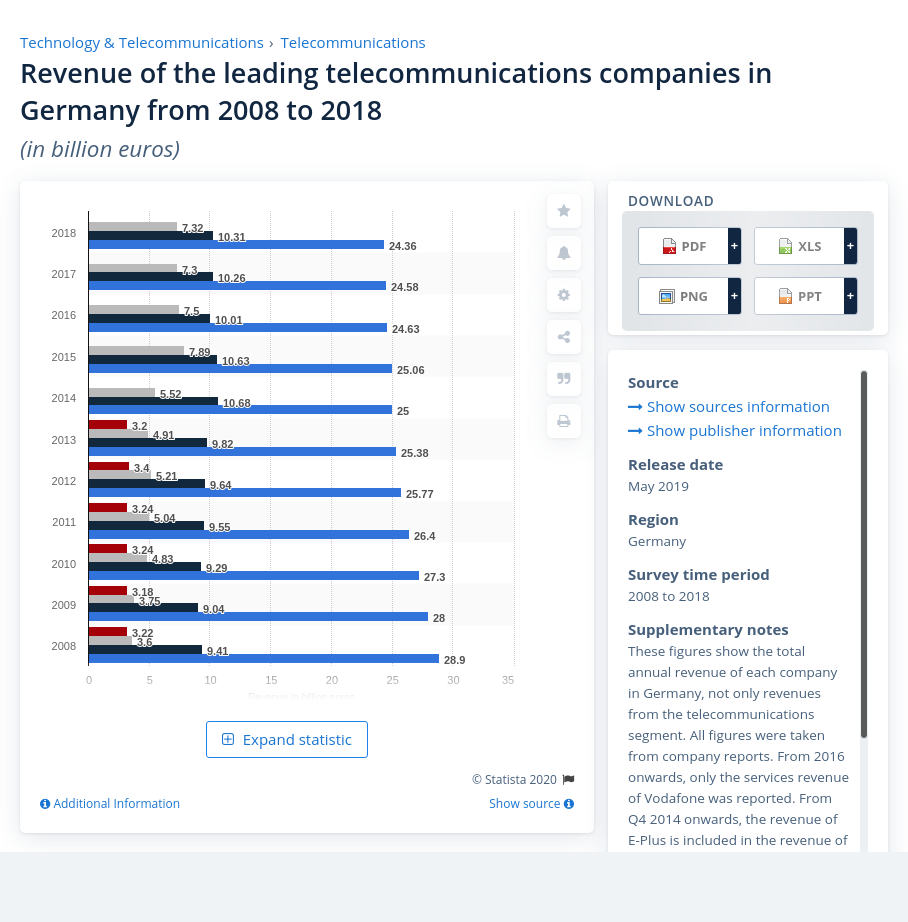 Technology & Telecommunications › Telecommunications
Revenue of the leading telecommunications companies in
Germany from 2008 to 2018
(in billion euros)
2018
7.32
10.31
24.36
2017
7.3
10.26
24.58
2016
7.5
10.01
24.63
2015
7.89
10.63
25.06
2014
5.52
10.68
25
2013
3.2
4.91
9.82
25.38
2012
3.4
5.21
9.64
25.77
2011
3.24
5.04
9.55
26.4
2010
3.24
4.83
9.29
27.3
2009
3.18
3.75
9.04
28
2008
3.22
3.6
9.41
28.9
0 5 10 15 20 25 30 35
Revenue in billion euros
Expand statistic
© Statista 2020
Additional Information
Show source
DOWNLOAD
PDF + XLS +
PNG + PPT +
Source
Show sources information
Show publisher information
Release date
May 2019
Region
Germany
Survey time period
2008 to 2018
Supplementary notes
These figures show the total
annual revenue of each company
in Germany, not only revenues
from the telecommunications
segment. All figures were taken
from company reports. From 2016
onwards, only the services revenue
of Vodafone was reported. From
Q4 2014 onwards, the revenue of
E-Plus is included in the revenue of